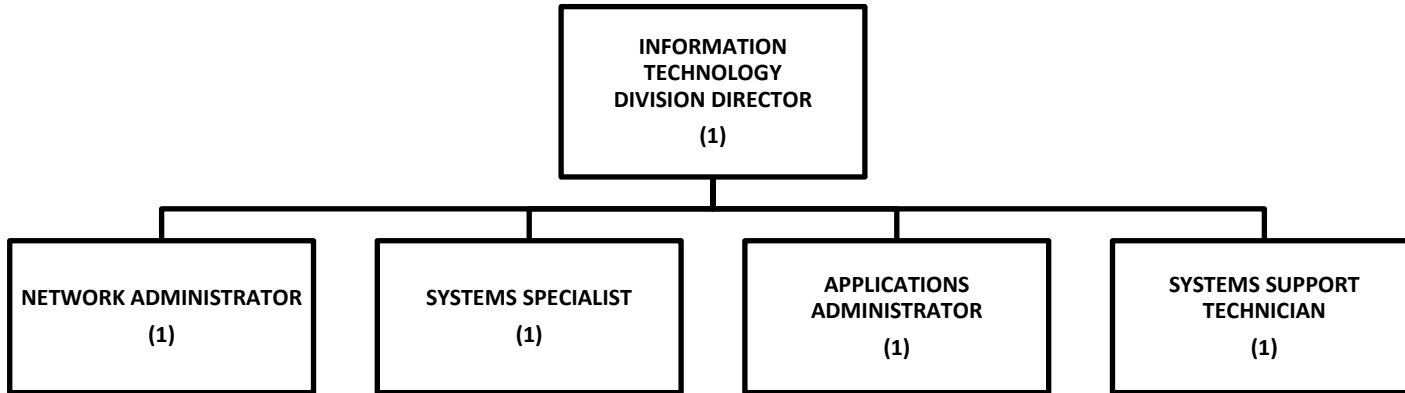 INFORMATION
TECHNOLOGY
DIVISION DIRECTOR
(1)
NETWORK ADMINISTRATOR
(1)
SYSTEMS SPECIALIST
(1)
APPLICATIONS
ADMINISTRATOR
(1)
SYSTEMS SUPPORT
TECHNICIAN
(1)